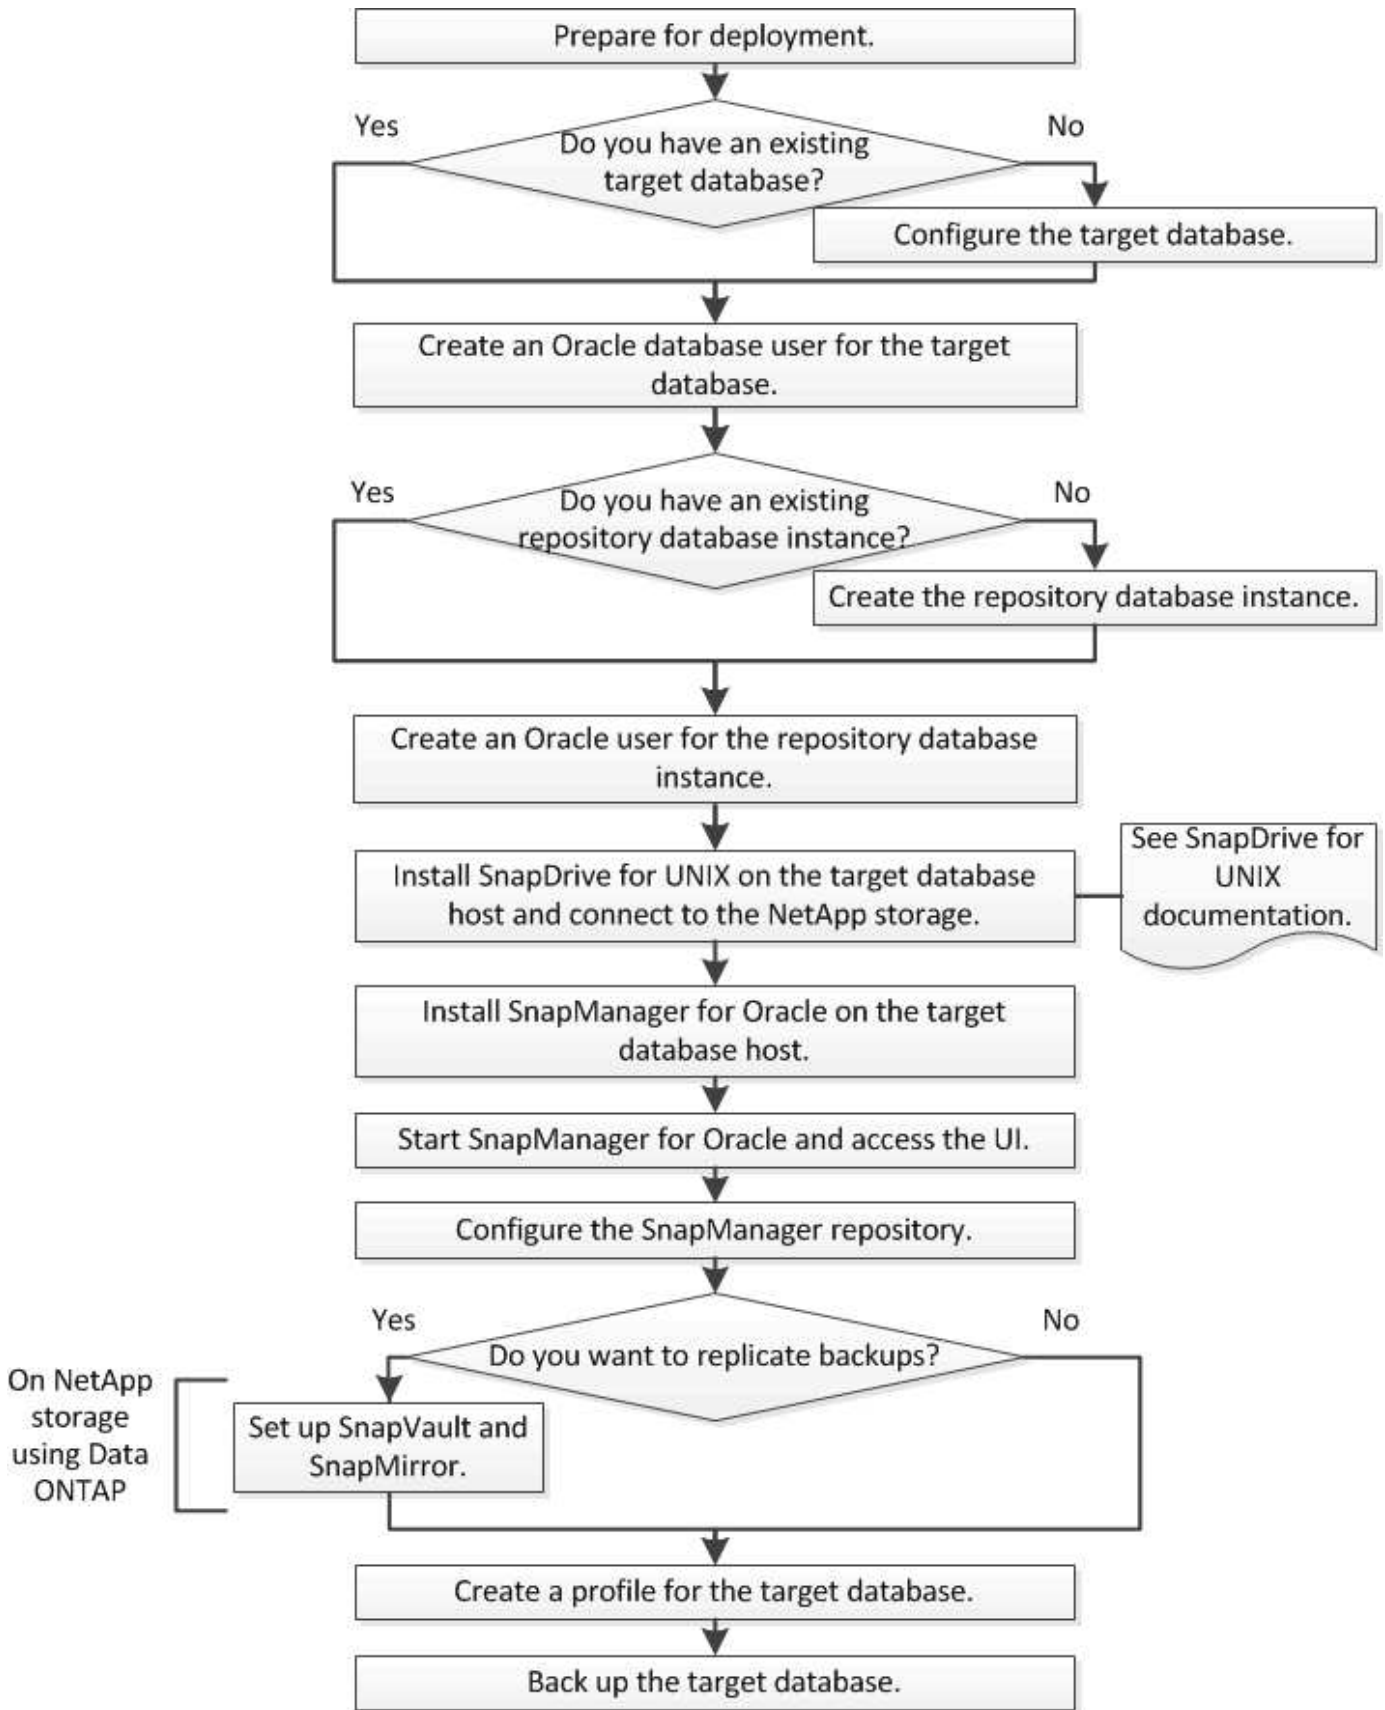 Prepare for deployment.
Yes
Do you have an existing
target database?
No
Configure the target database.
Create an Oracle database user for the target
database.
Yes
Do you have an existing
repository database instance?
No
Create the repository database instance.
Create an Oracle user for the repository database
instance.
Install SnapDrive for UNIX on the target database
host and connect to the NetApp storage.
See SnapDrive for
UNIX
documentation.
Install SnapManager for Oracle on the target
database host.
Start SnapManager for Oracle and access the UI.
Configure the SnapManager repository.
Yes
Do you want to replicate backups?
No
On NetApp
storage
using Data
ONTAP
Set up SnapVault and
SnapMirror.
Create a profile for the target database.
Back up the target database.